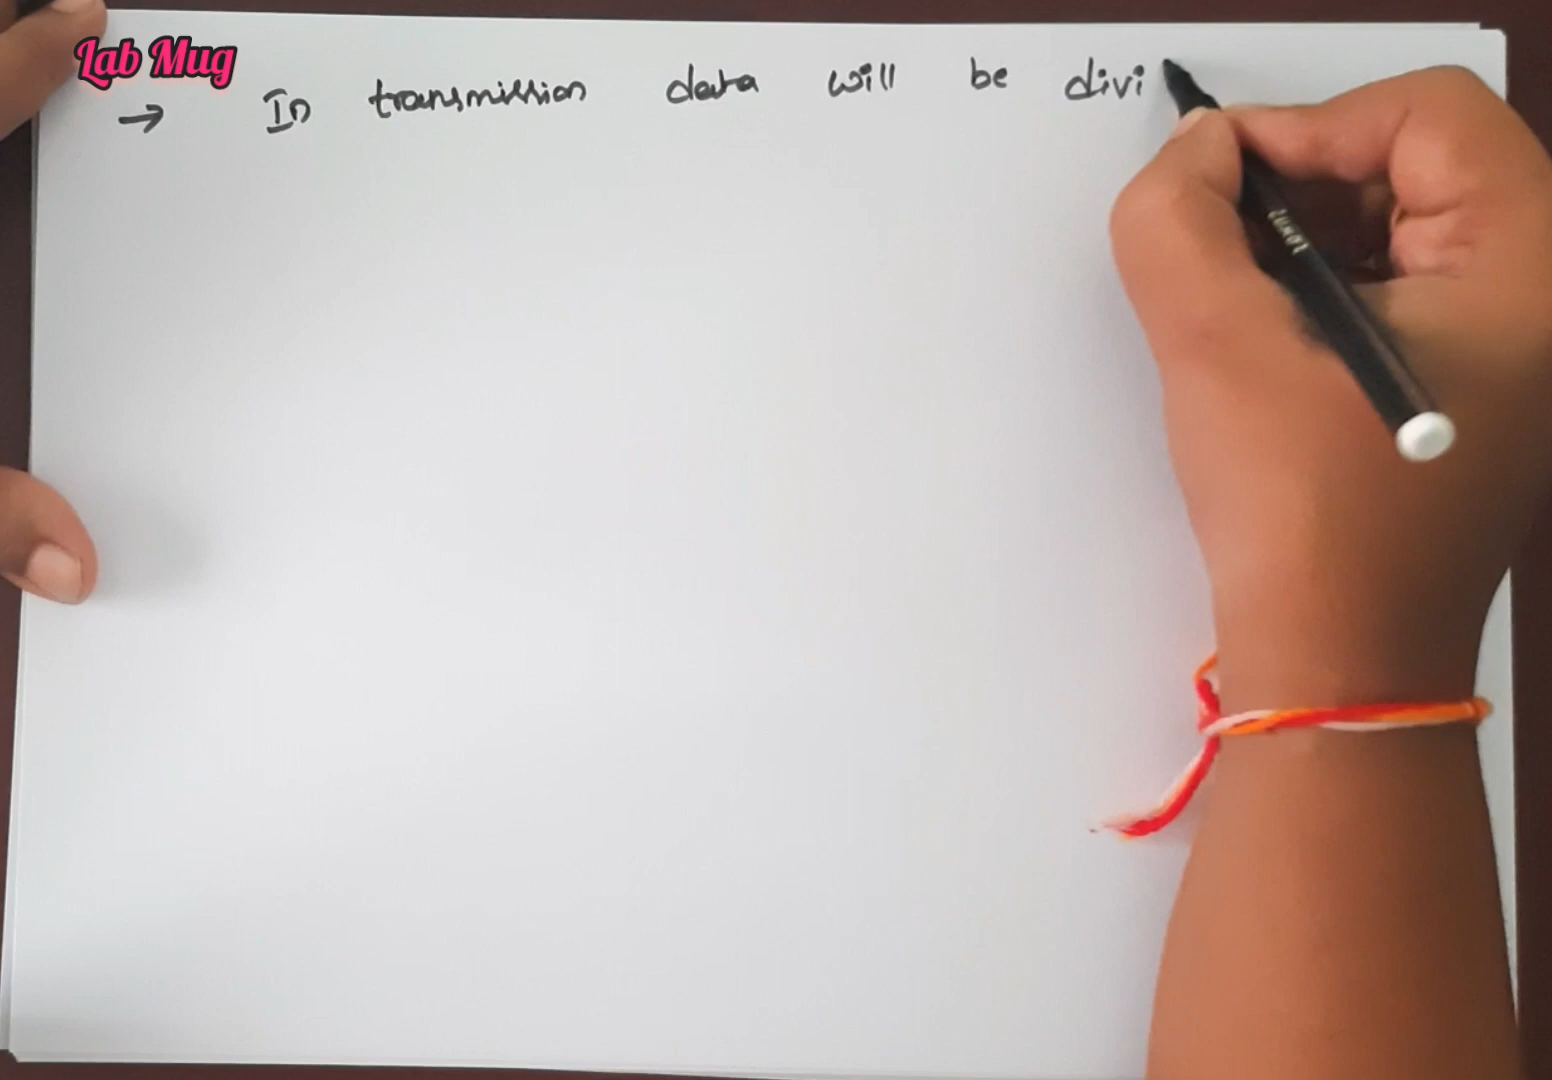 Lab Mug
→ In transmission data will be divi